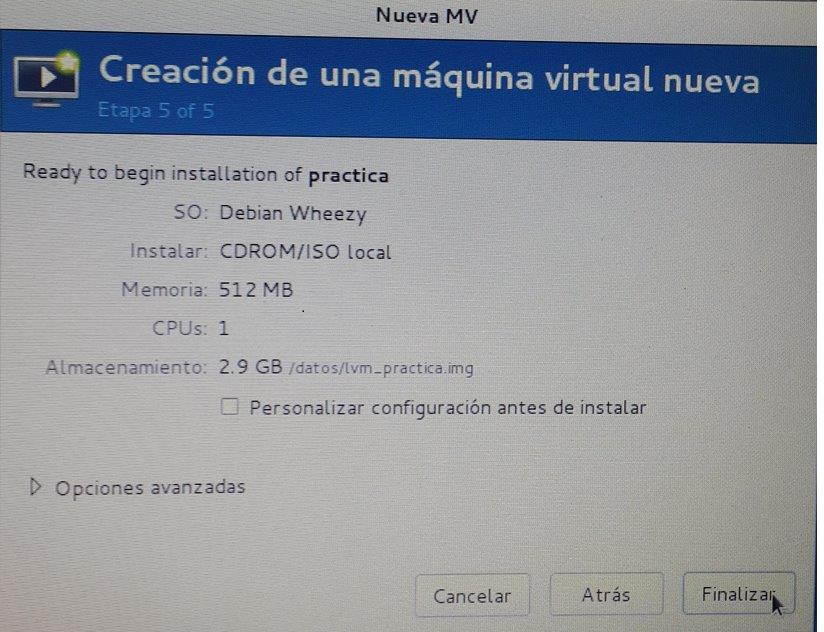 Nueva MV
Creación de una máquina virtual nueva
Etapa 5 of 5
Ready to begin installation of practica
SO: Debian Wheezy
Instalar: CDROM/ISO local
Memoria: 512 MB
CPUs: 1
Almacenamiento: 2.9 GB /datos/lvm_practica.img
Personalizar configuración antes de instalar
Opciones avanzadas
Cancelar Atrás Finalizar